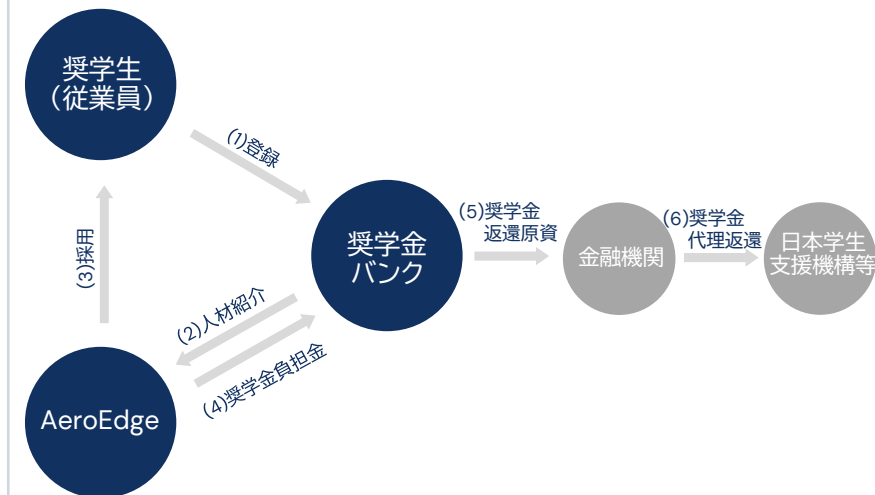 奨学生
（従業員）
(1)登録
(3)採用
奨学金
バンク
(2)人材紹介
(4)奨学金負担金
AeroEdge
(5)奨学金
返還原資
金融機関
(6)奨学金
代理返還
日本学生
支援機構等